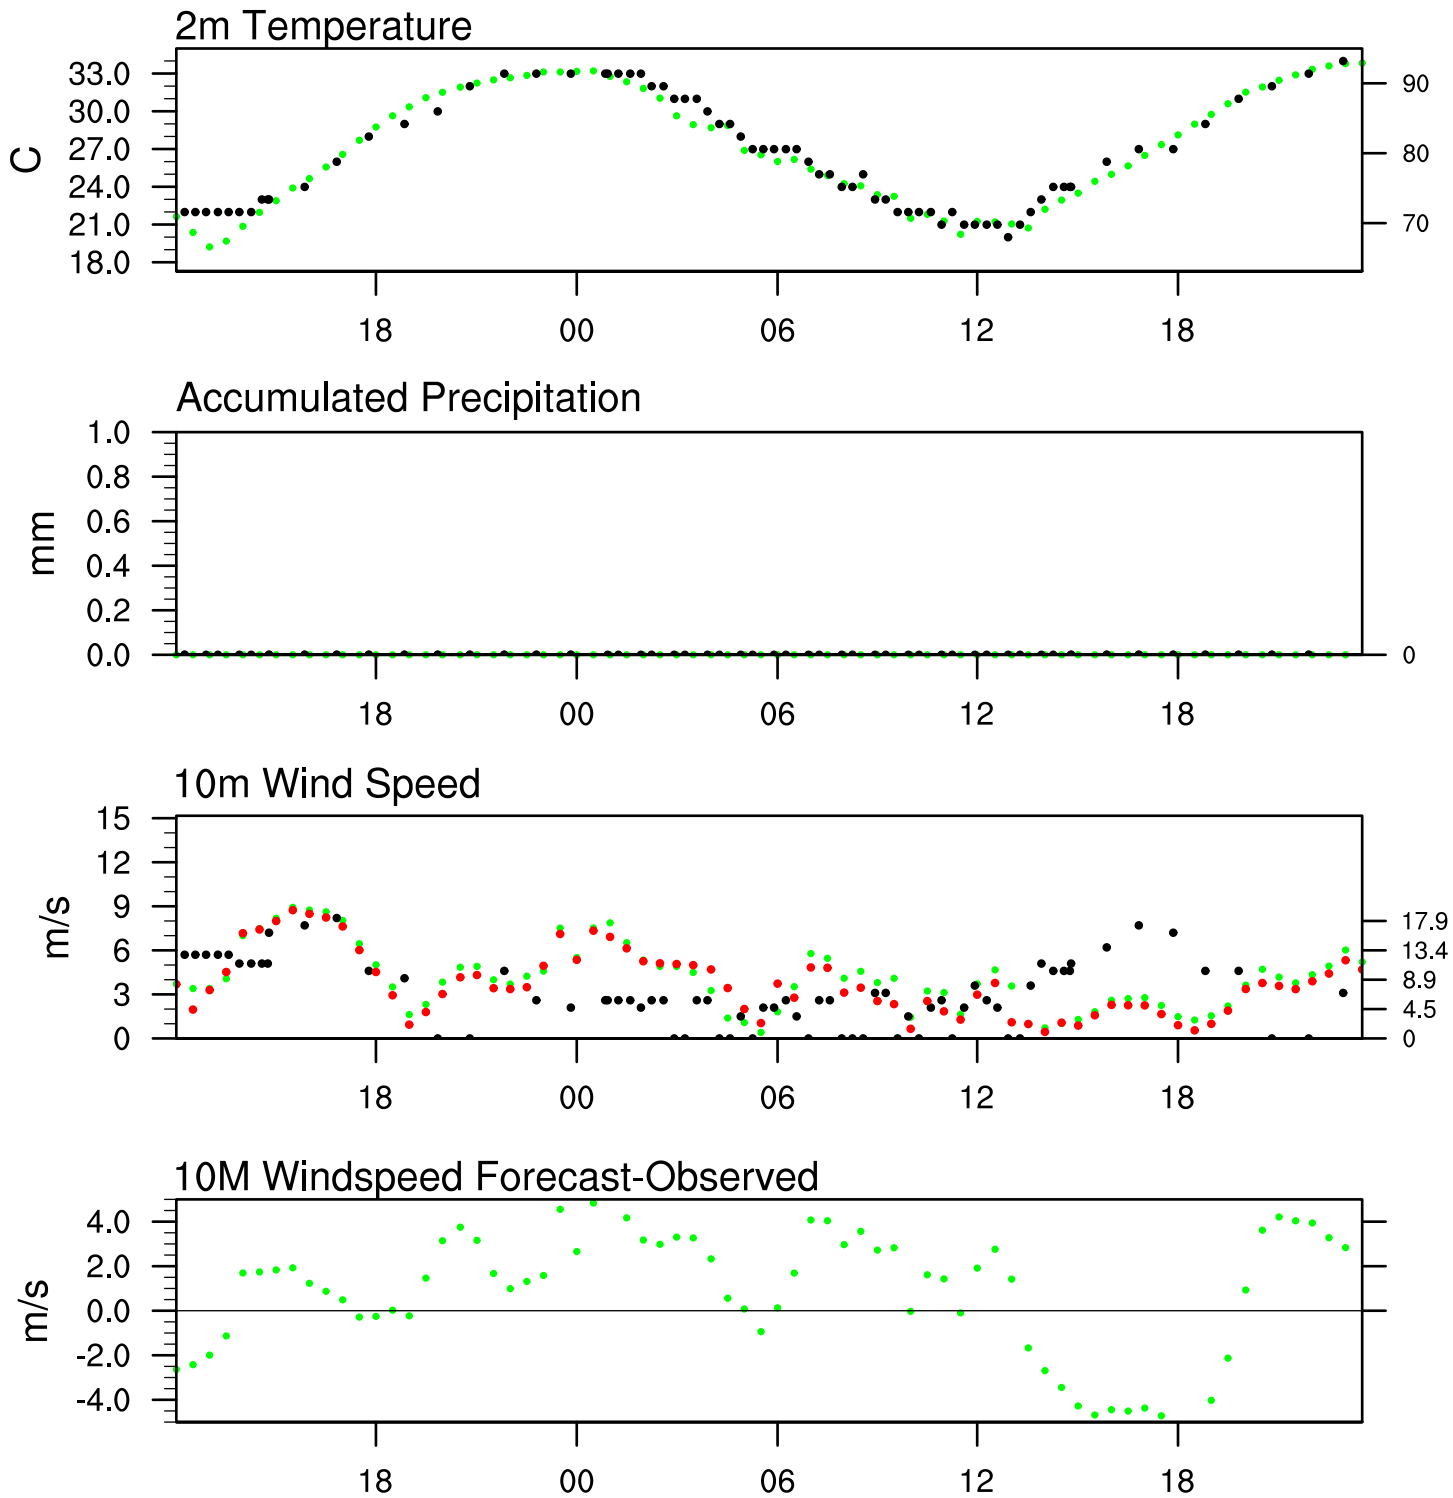 2m Temperature
33.0
30.0
27.0
24.0
21.0
18.0
C
90
80
70
18 00 06 12 18
Accumulated Precipitation
1.0
0.8
0.6
0.4
0.2
0.0
mm
0
18 00 06 12 18
10m Wind Speed
15
12
9
6
3
0
m/s
17.9
13.4
8.9
4.5
0
18 00 06 12 18
10M Windspeed Forecast-Observed
4.0
2.0
0.0
-2.0
-4.0
m/s
18 00 06 12 18